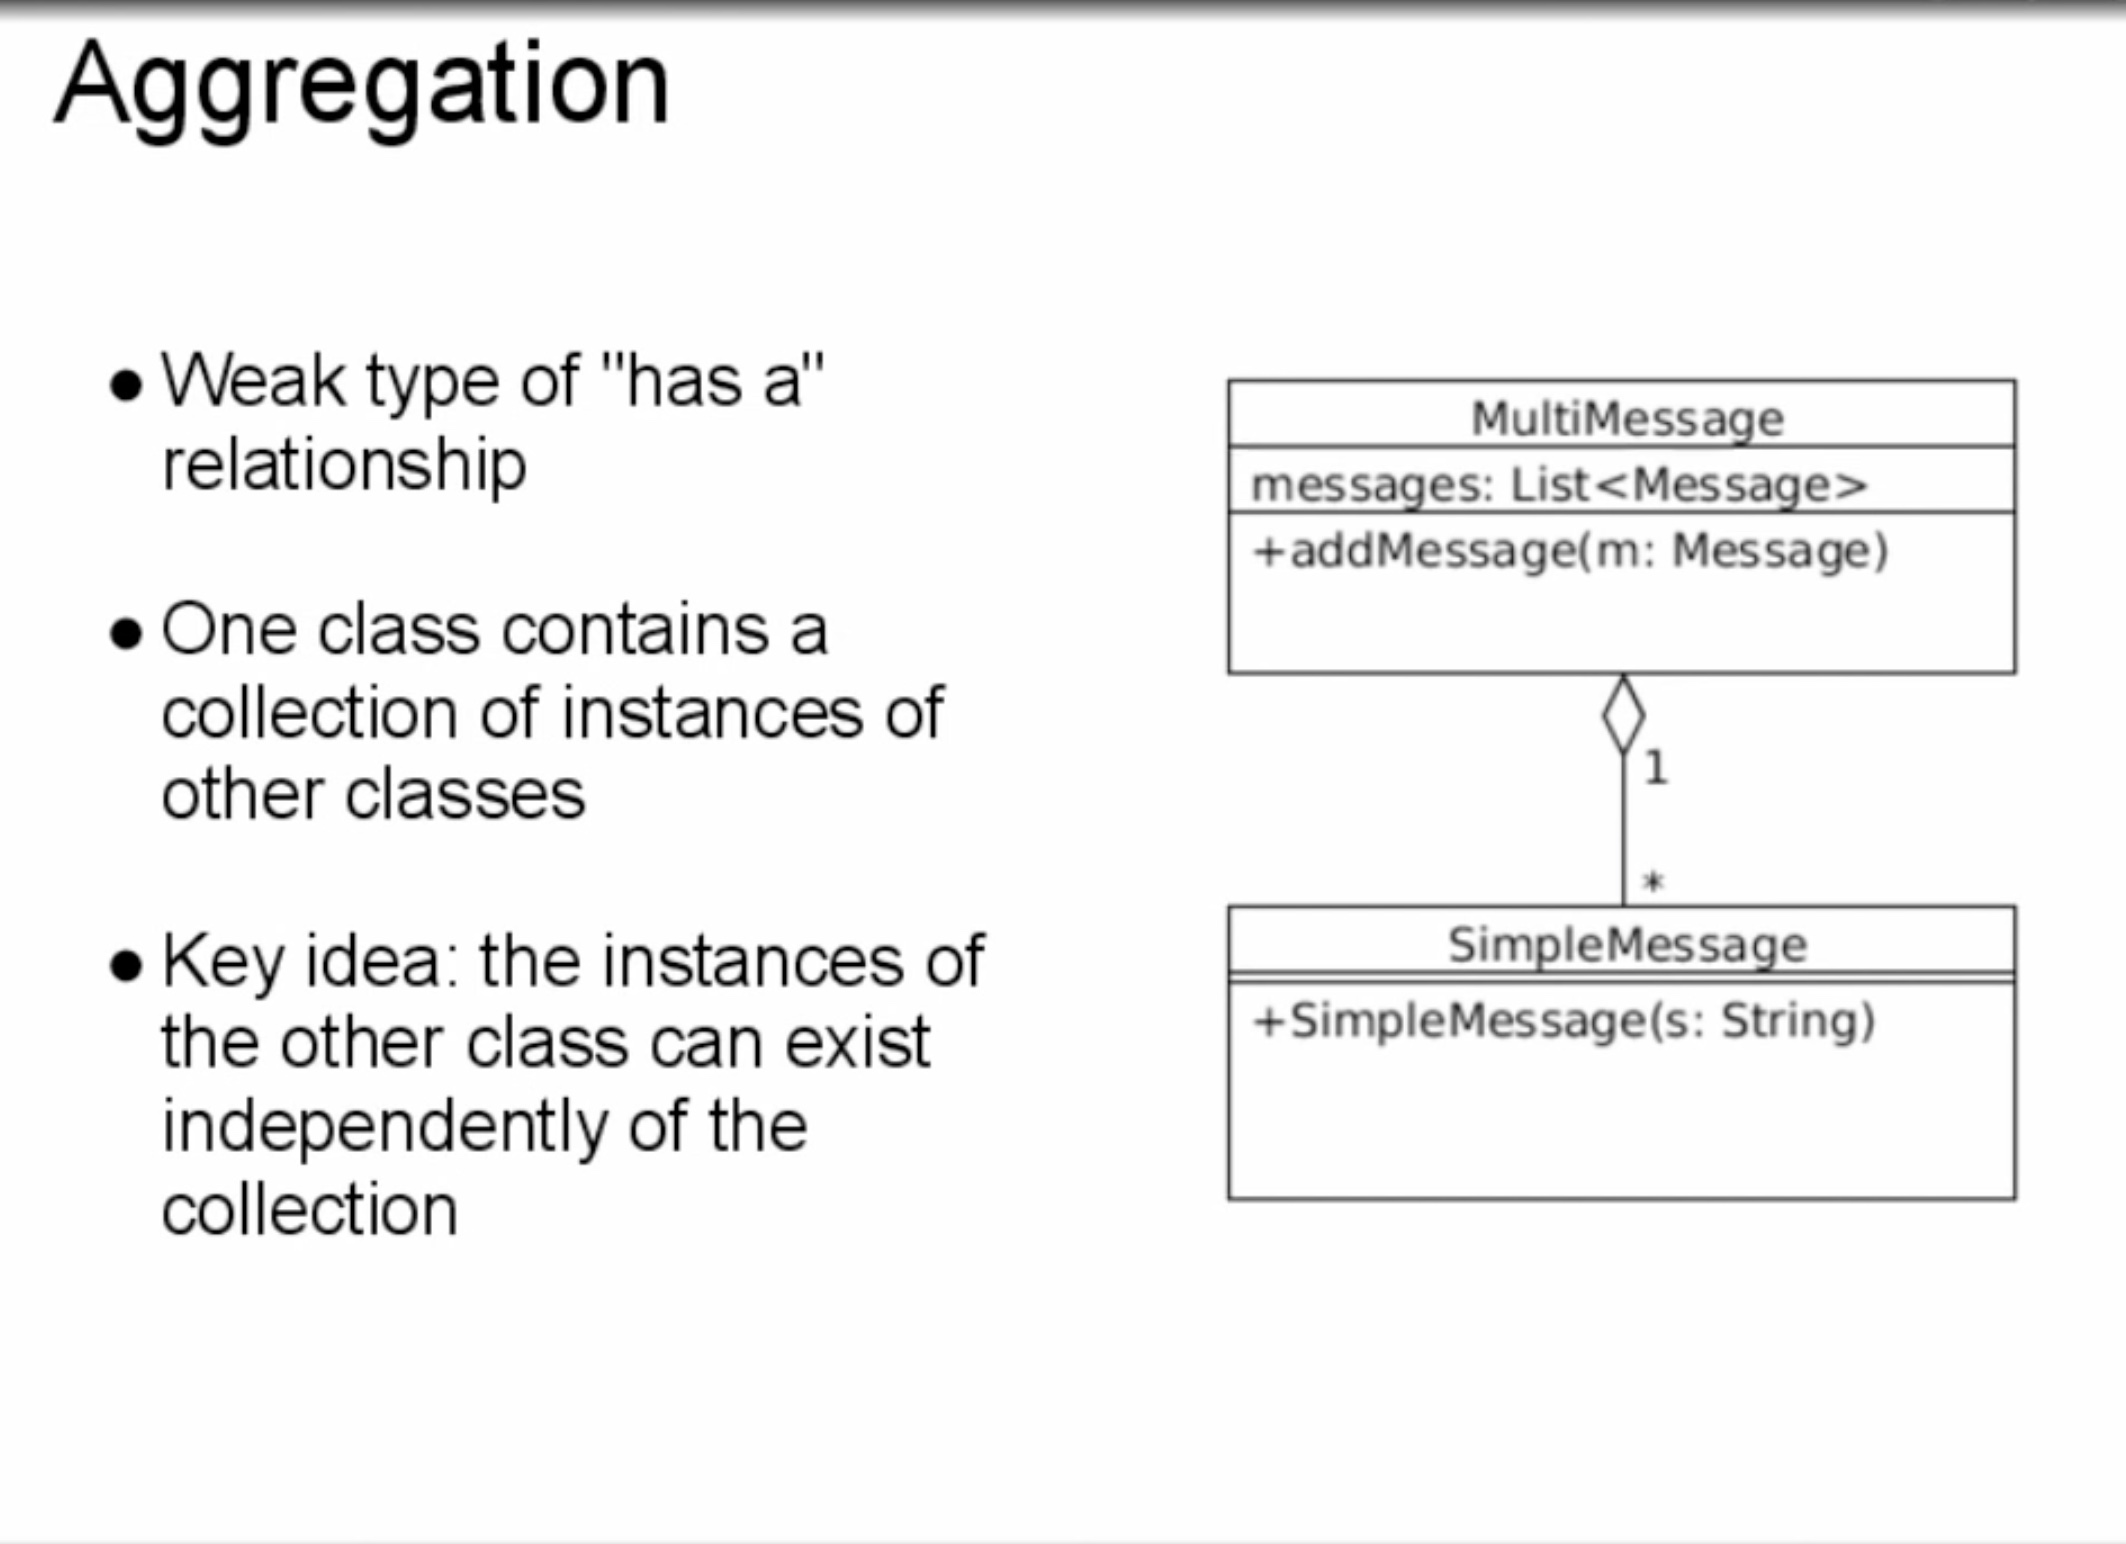 Aggregation
● Weak type of "has a"
relationship
● One class contains a
collection of instances of
other classes
● Key idea: the instances of
the other class can exist
independently of the
collection
MultiMessage
messages: List<Message>
+addMessage(m: Message)
1
*
SimpleMessage
+SimpleMessage(s: String)